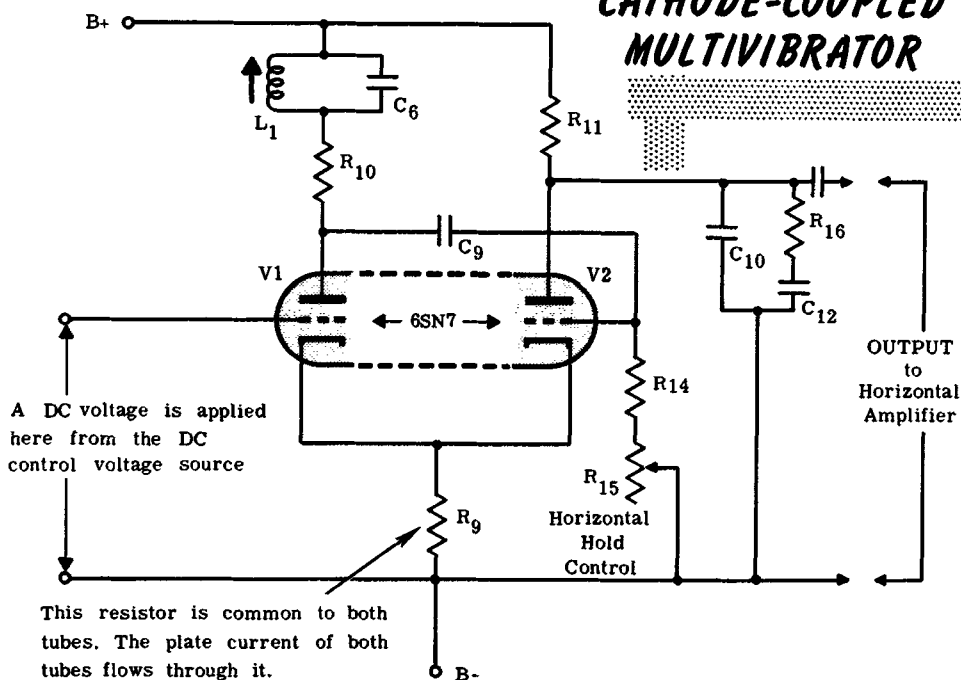 CATHODE-COUPLED
MULTIVIBRATOR
B+
L1
C6
R10
R11
C9
V1
V2
6SN7
C10
R16
C12
A DC voltage is applied
here from the DC
control voltage source
R14
R15
Horizontal
Hold
Control
R9
OUTPUT
to
Horizontal
Amplifier
This resistor is common to both
tubes. The plate current of both
tubes flows through it.
B-